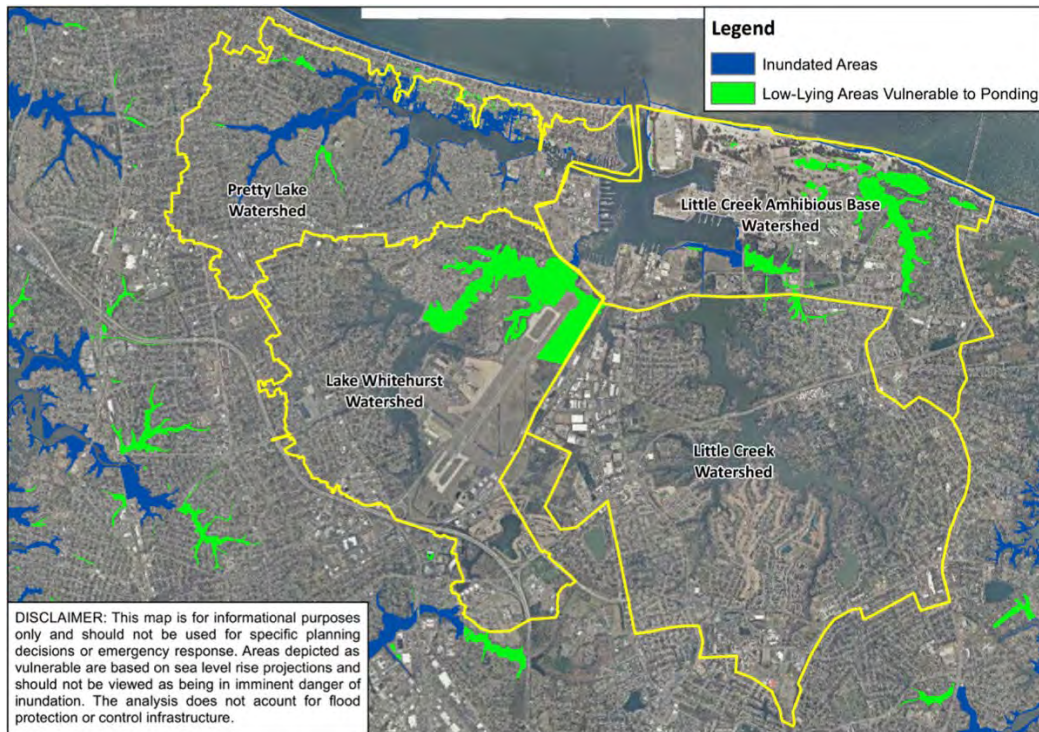 Legend
Inundated Areas
Low-Lying Areas Vulnerable to Ponding
Pretty Lake
Watershed
Little Creek Amhibious Base
Watershed
Lake Whitehurst
Watershed
Little Creek
Watershed
DISCLAIMER: This map is for informational purposes
only and should not be used for specific planning
decisions or emergency response. Areas depicted as
vulnerable are based on sea level rise projections and
should not be viewed as being in imminent danger of
inundation. The analysis does not acount for flood
protection or control infrastructure.